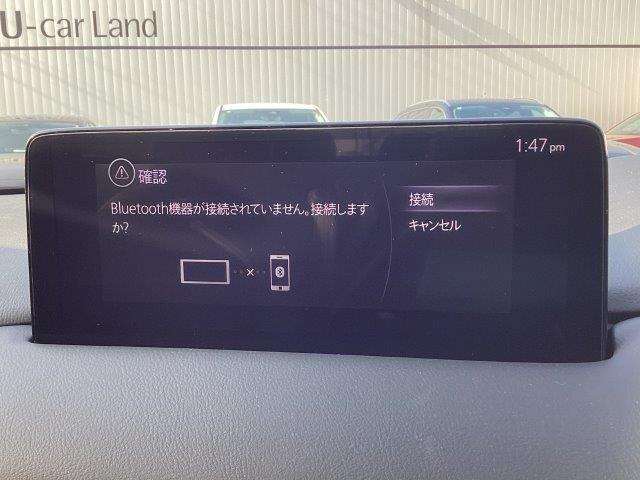 U-car Land
1:47 pm
確認
Bluetooth機器が接続されていません。接続します
か?
接続
キャンセル